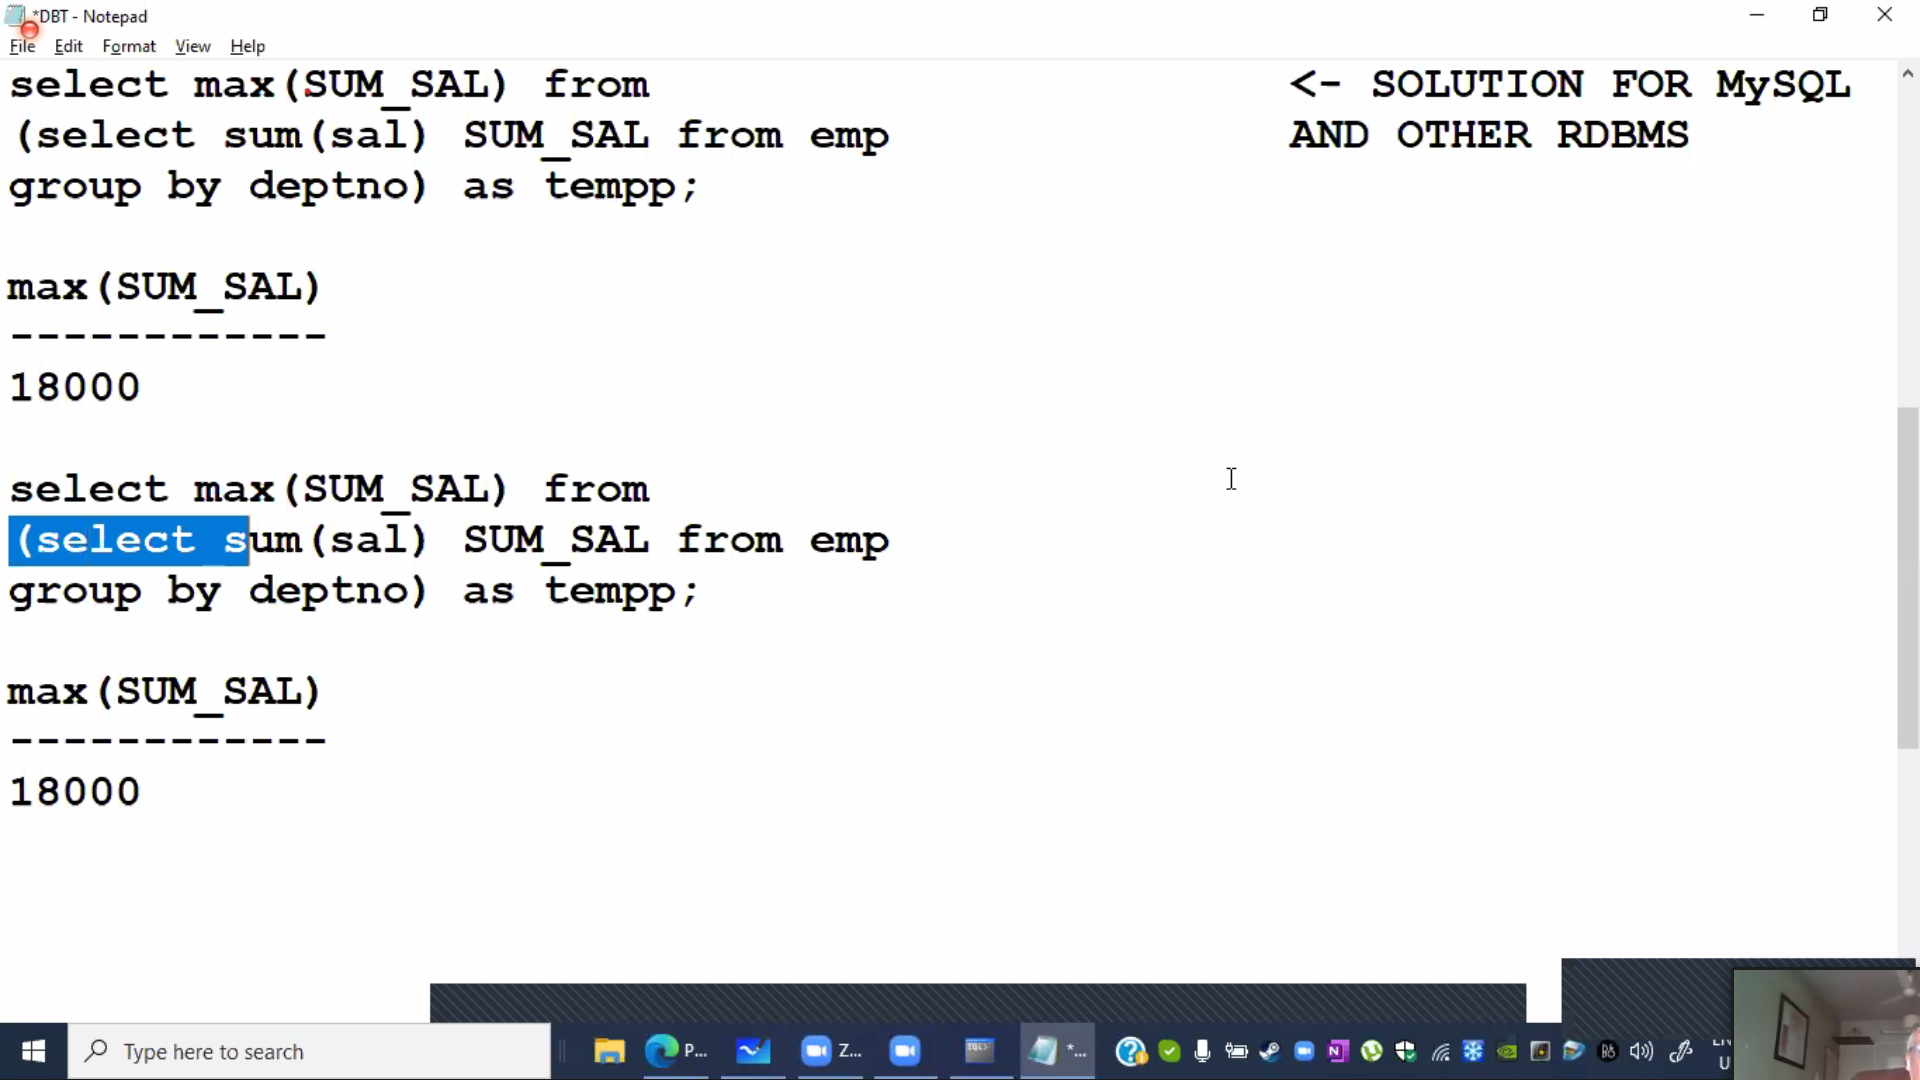 *DBT - Notepad
File Edit Format View Help
select max(SUM_SAL) from <- SOLUTION FOR MySQL
(select sum(sal) SUM_SAL from emp AND OTHER RDBMS
group by deptno) as tempp;
max(SUM_SAL)
------------
18000
select max(SUM_SAL) from
(select sum(sal) SUM_SAL from emp
group by deptno) as tempp;
max(SUM_SAL)
------------
18000
Type here to search P... Z... *...